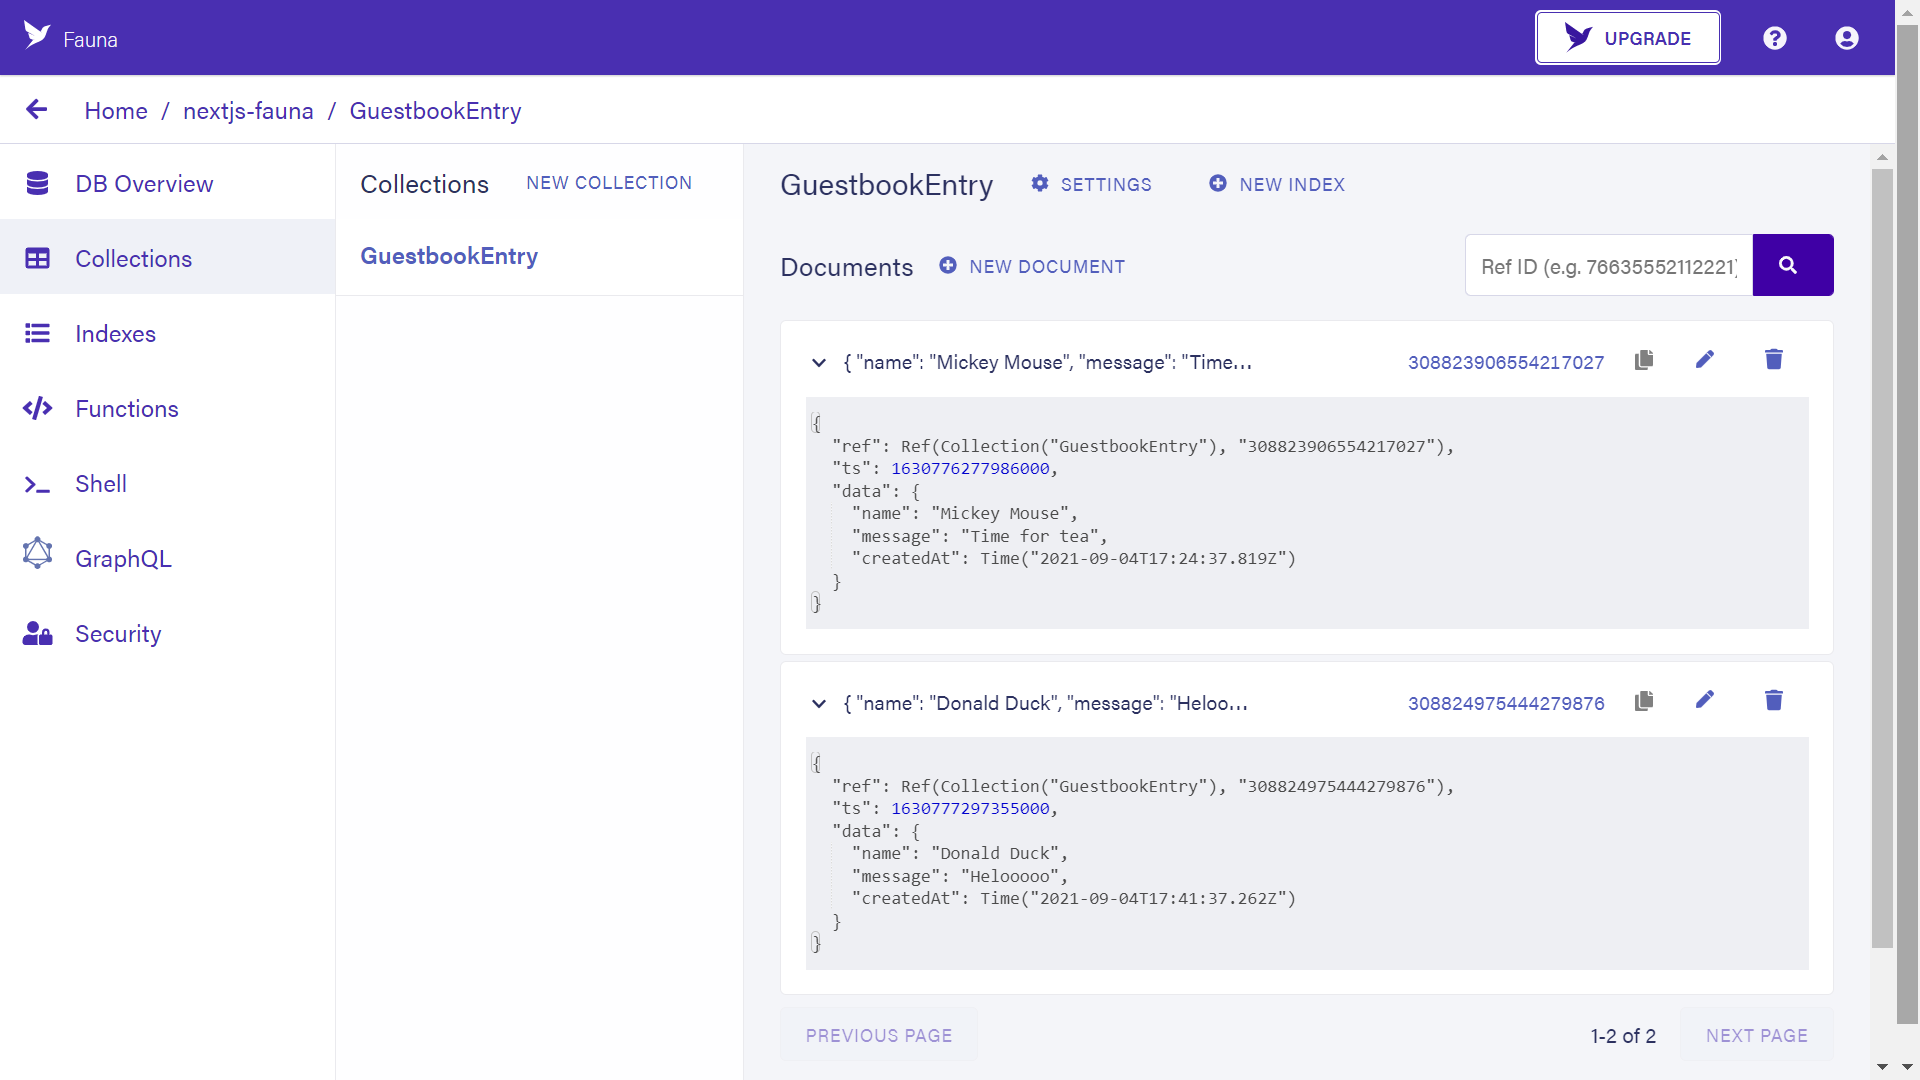 Fauna
UPGRADE
Home / nextjs-fauna / GuestbookEntry
DB Overview
Collections
Indexes
Functions
Shell
GraphQL
Security
Collections NEW COLLECTION
GuestbookEntry
GuestbookEntry SETTINGS NEW INDEX
Documents NEW DOCUMENT
Ref ID (e.g. 76635552112221)
{ "name": "Mickey Mouse", "message": "Time... 308823906554217027
{
"ref": Ref(Collection("GuestbookEntry"), "308823906554217027"),
"ts": 1630776277986000,
"data": {
"name": "Mickey Mouse",
"message": "Time for tea",
"createdAt": Time("2021-09-04T17:24:37.819Z")
}
}
{ "name": "Donald Duck", "message": "Heloo... 308824975444279876
{
"ref": Ref(Collection("GuestbookEntry"), "308824975444279876"),
"ts": 1630777297355000,
"data": {
"name": "Donald Duck",
"message": "Helooooo",
"createdAt": Time("2021-09-04T17:41:37.262Z")
}
}
PREVIOUS PAGE 1-2 of 2 NEXT PAGE